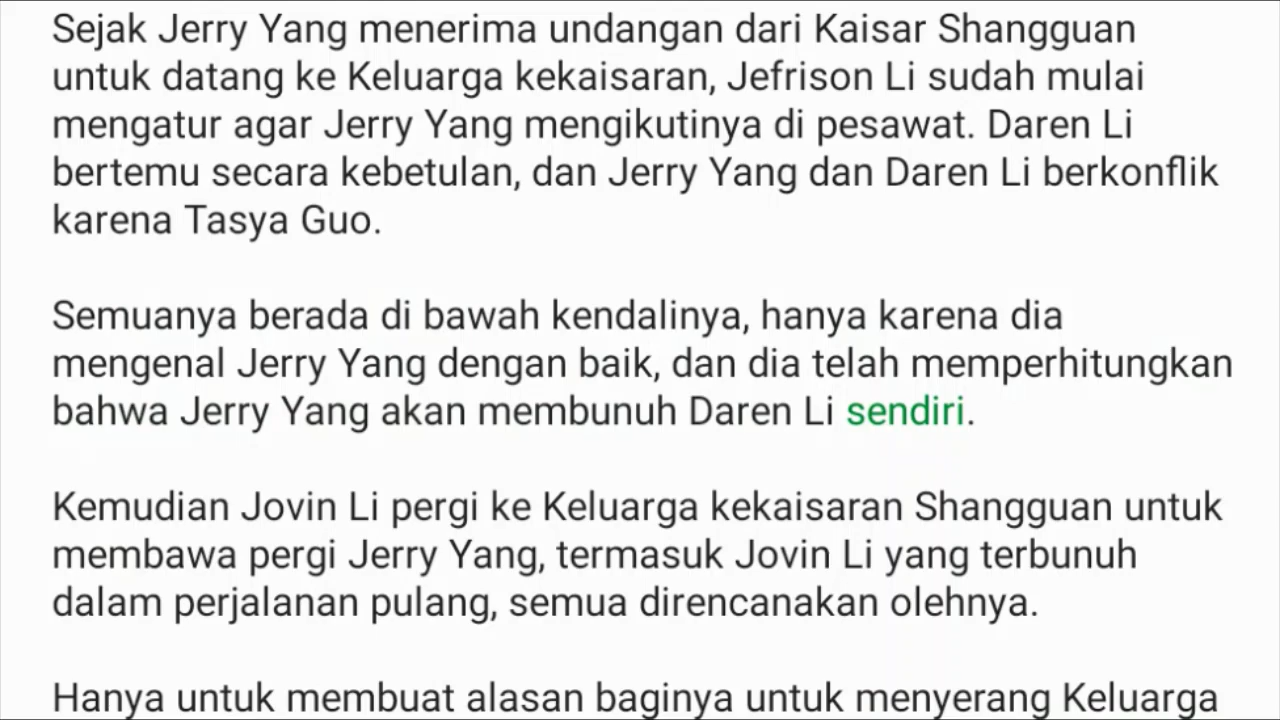 Sejak Jerry Yang menerima undangan dari Kaisar Shangguan
untuk datang ke Keluarga kekaisaran, Jefrison Li sudah mulai
mengatur agar Jerry Yang mengikutinya di pesawat. Daren Li
bertemu secara kebetulan, dan Jerry Yang dan Daren Li berkonflik
karena Tasya Guo.
Semuanya berada di bawah kendalinya, hanya karena dia
mengenal Jerry Yang dengan baik, dan dia telah memperhitungkan
bahwa Jerry Yang akan membunuh Daren Li sendiri.
Kemudian Jovin Li pergi ke Keluarga kekaisaran Shangguan untuk
membawa pergi Jerry Yang, termasuk Jovin Li yang terbunuh
dalam perjalanan pulang, semua direncanakan olehnya.
Hanya untuk membuat alasan baginya untuk menyerang Keluarga